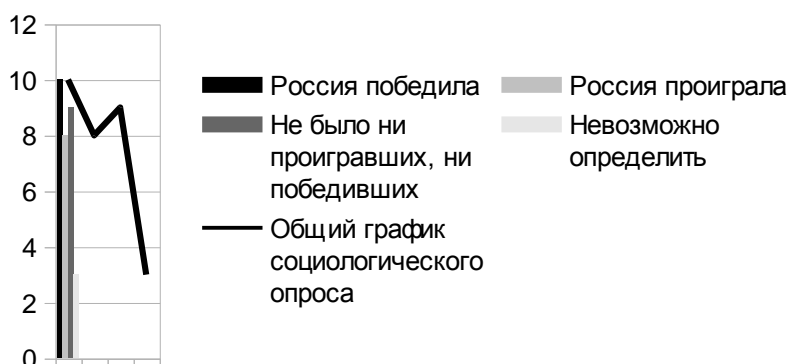 12
10
8
6
4
2
0
Россия победила
Россия проиграла
Не было ни
проигравших, ни
победивших
Невозможно
определить
Общий график
социологического
опроса